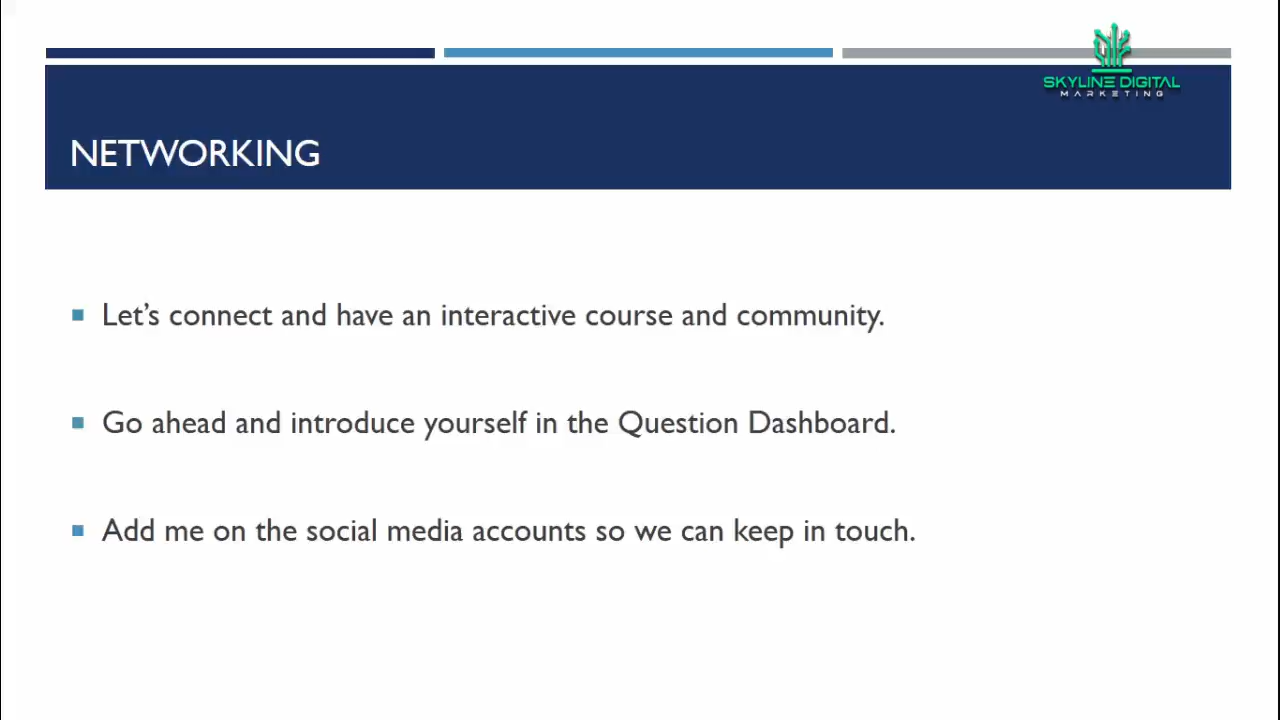 SKYLINE DIGITAL
MARKETING
NETWORKING
Let’s connect and have an interactive course and community.
Go ahead and introduce yourself in the Question Dashboard.
Add me on the social media accounts so we can keep in touch.